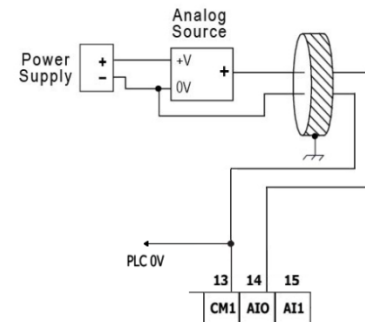 Analog
Source
Power
Supply
+
−
+V
0V
+
PLC 0V
13 14 15
CM1 AI0 AI1